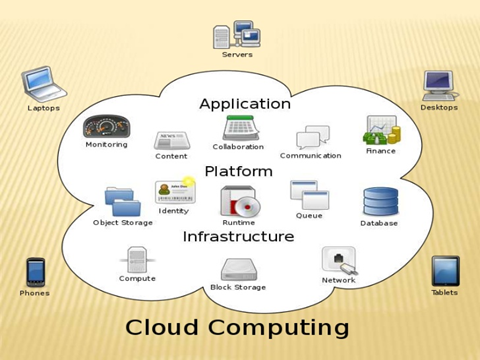 Servers
Laptops
Desktops
Application
Monitoring
Content
NEWS
Collaboration
Communication
Finance
Platform
Object Storage
Identity
Runtime
Queue
Database
Infrastructure
Compute
Block Storage
Network
Phones
Tablets
Cloud Computing